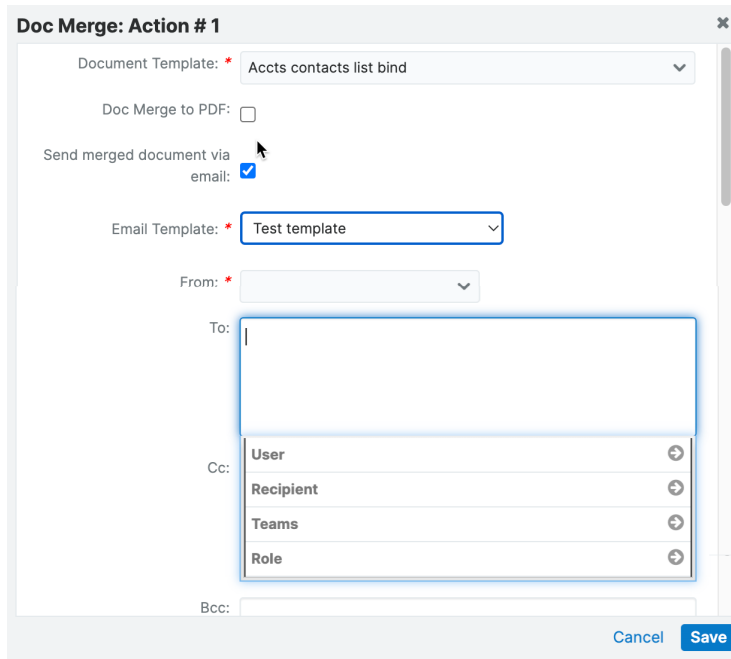 Doc Merge: Action # 1
Document Template: * Accts contacts list bind
Doc Merge to PDF:
Send merged document via
email:
Email Template: * Test template
From: *
To:
Cc:
User
Recipient
Teams
Role
Bcc:
Cancel Save